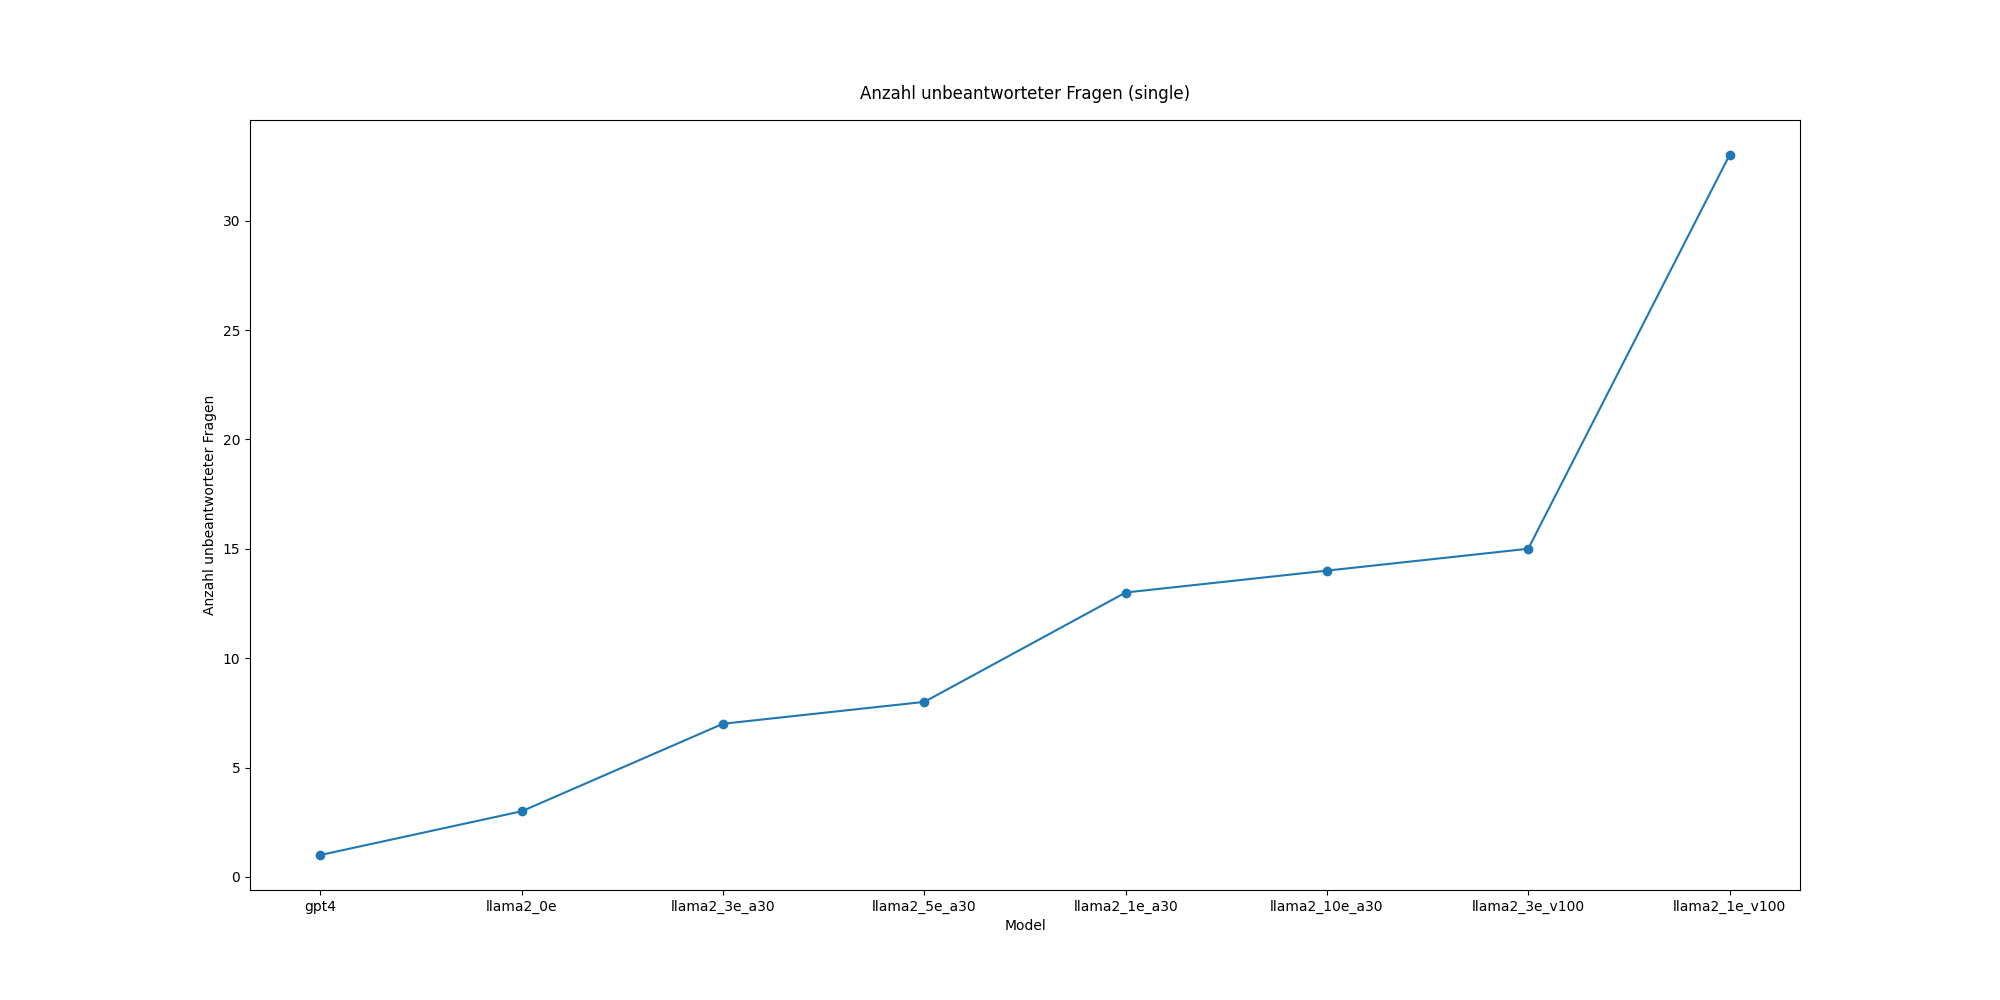 Anzahl unbeantworteter Fragen (single)
Anzahl unbeantworteter Fragen
30
25
20
15
10
5
0
gpt4 llama2_0e llama2_3e_a30 llama2_5e_a30 llama2_1e_a30 llama2_10e_a30 llama2_3e_v100 llama2_1e_v100
Model